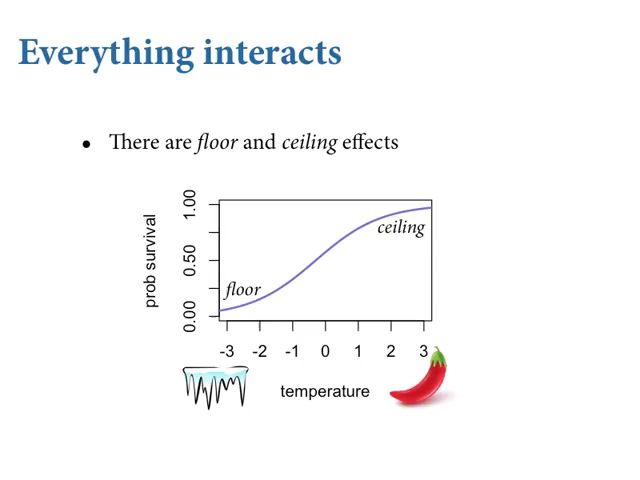 Everything interacts
• There are floor and ceiling effects
1.00
0.50
0.00
prob survival
ceiling
floor
-3 -2 -1 0 1 2 3
temperature